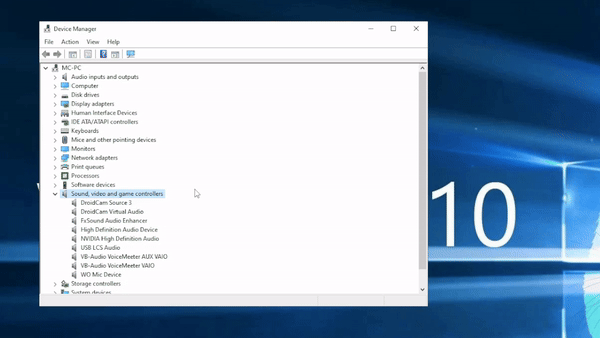 Device Manager
File Action View Help
MC-PC
Audio inputs and outputs
Computer
Disk drives
Display adapters
Human Interface Devices
IDE ATA/ATAPI controllers
Keyboards
Mice and other pointing devices
Monitors
Network adapters
Print queues
Processors
Software devices
Sound, video and game controllers
DroidCam Source 3
DroidCam Virtual Audio
FxSound Audio Enhancer
High Definition Audio Device
NVIDIA High Definition Audio
USB LCS Audio
VB-Audio VoiceMeeter AUX VAIO
VB-Audio VoiceMeeter VAIO
WO Mic Device
Storage controllers
System devices
10